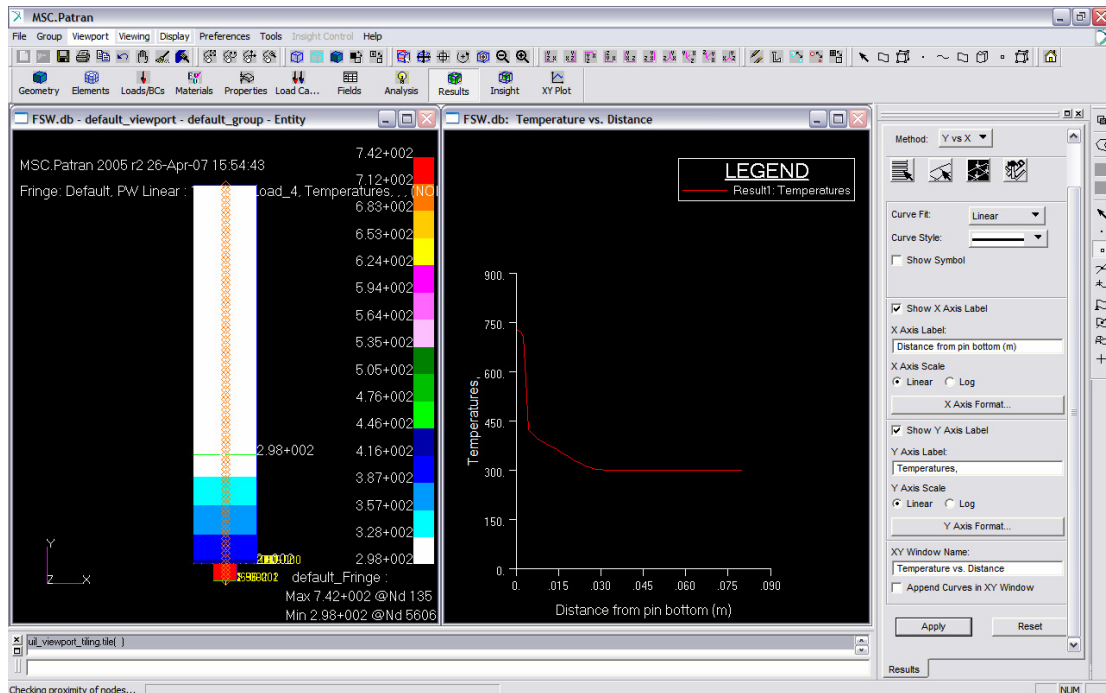 MSC.Patran
File Group Viewport Viewing Display Preferences Tools Insight Control Help
Geometry Elements Loads/BCs Materials Properties Load Ca... Fields Analysis Results Insight XY Plot
FSW.db - default_viewport - default_group - Entity
MSC.Patran 2005 r2 26-Apr-07 15:54:43
Fringe: Default, PW Linear : oad_4, Temperatures, . . (NO
7.42+002
7.12+002
6.83+002
6.53+002
6.24+002
5.94+002
5.64+002
5.35+002
5.05+002
4.76+002
4.46+002
4.16+002
3.87+002
3.57+002
3.28+002
2.98+002
2.98+002
default_Fringe :
Max 7.42+002 @Nd 135
Min 2.98+002 @Nd 5606
Y
Z X
FSW.db: Temperature vs. Distance
LEGEND
Result1: Temperatures
900.
750.
600.
450.
300.
150.
0.
Temperatures,
0. .015 .030 .045 .060 .075 .090
Distance from pin bottom (m)
Method: Y vs X
Curve Fit: Linear
Curve Style:
Show Symbol
Show X Axis Label
X Axis Label:
Distance from pin bottom (m)
X Axis Scale
Linear Log
X Axis Format...
Show Y Axis Label
Y Axis Label:
Temperatures,
Y Axis Scale
Linear Log
Y Axis Format...
XY Window Name:
Temperature vs. Distance
Append Curves in XY Window
Apply Reset
Results
uil_viewport_tiling.tile( )
Checking proximity of nodes...
NUM